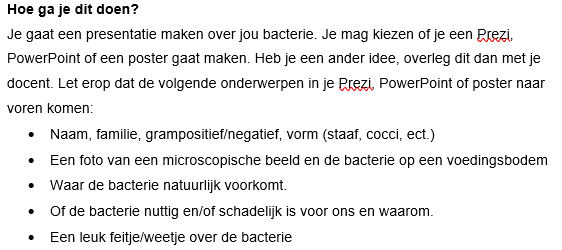 Hoe ga je dit doen?
Je gaat een presentatie maken over jou bacterie. Je mag kiezen of je een Prezi,
PowerPoint of een poster gaat maken. Heb je een ander idee, overleg dit dan met je
docent. Let erop dat de volgende onderwerpen in je Prezi, PowerPoint of poster naar
voren komen:
• Naam, familie, grampositief/negatief, vorm (staaf, cocci, ect.)
• Een foto van een microscopische beeld en de bacterie op een voedingsbodem
• Waar de bacterie natuurlijk voorkomt.
• Of de bacterie nuttig en/of schadelijk is voor ons en waarom.
• Een leuk feitje/weetje over de bacterie